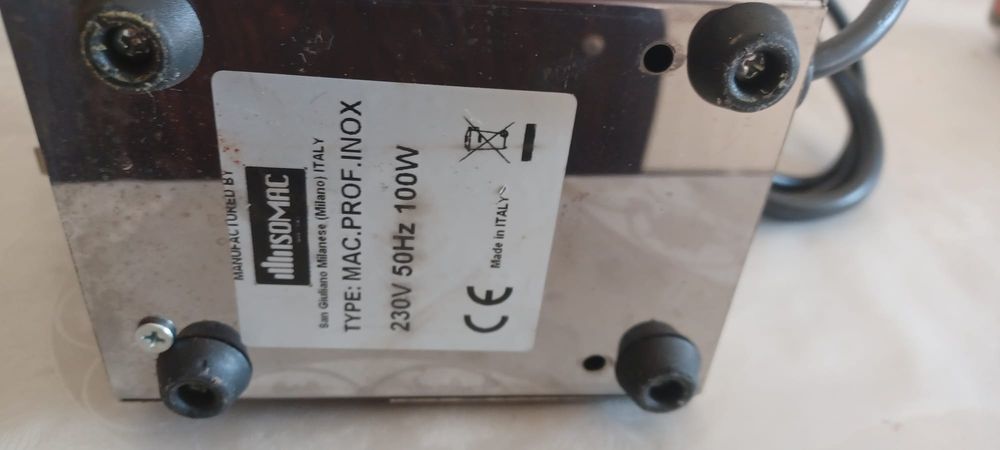 MANUFACTURED BY
ISOMAC
San Giuliano Milanese (Milano) ITALY
TYPE: MAC.PROF.INOX
230V 50Hz 100W
CE
Made in ITALY